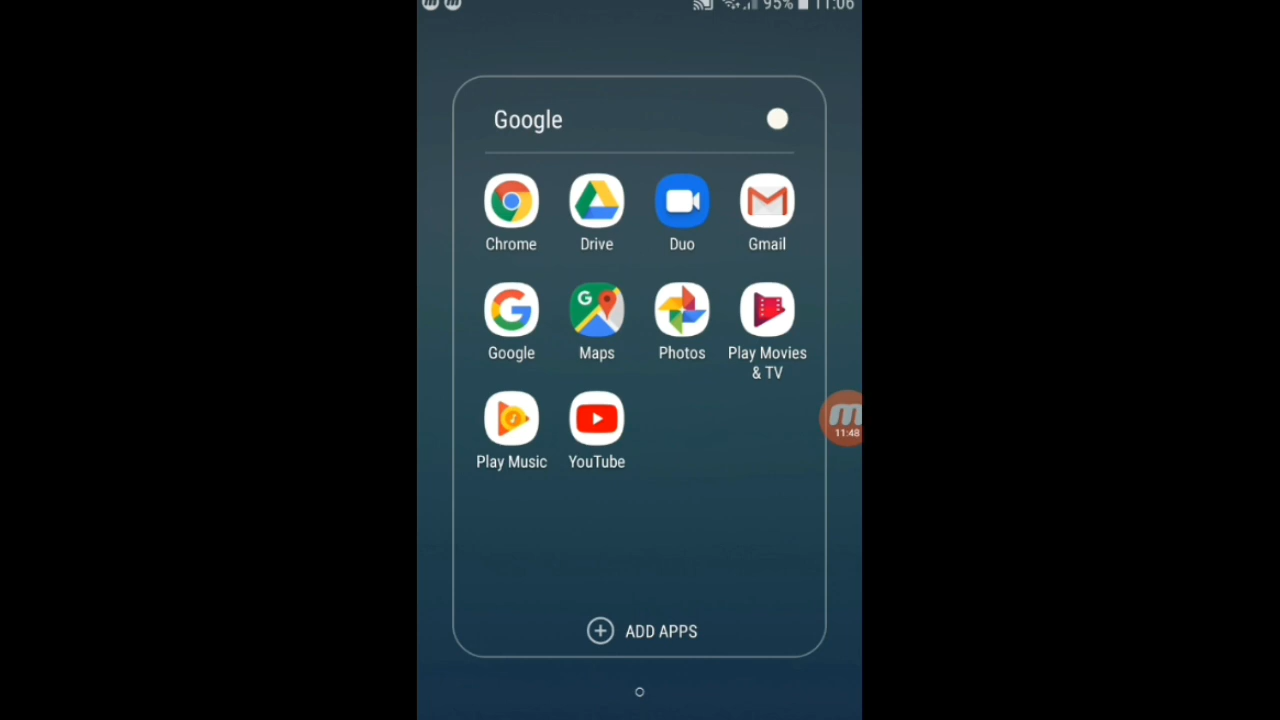 95% 11:06
Google
Chrome Drive Duo Gmail
G
Google Maps Photos Play Movies
& TV
11:48
Play Music YouTube
ADD APPS